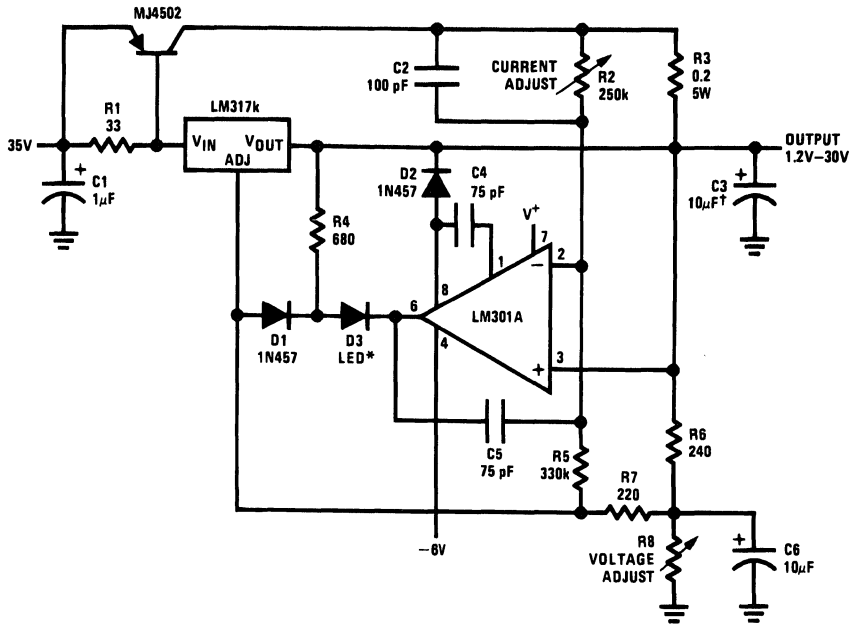 MJ4502
C2
100 pF
CURRENT
ADJUST
R2
250k
R3
0.2
5W
R1
33
LM317k
35V
VIN
VOUT
ADJ
OUTPUT
1.2V–30V
C1
1μF
+
D2
1N457
C4
75 pF
C3
10μF†
+
R4
680
V+
7
1
2
–
8
6
LM301A
4
3
+
D1
1N457
D3
LED*
C5
75 pF
R5
330k
R6
240
R7
220
–6V
R8
VOLTAGE
ADJUST
+
C6
10μF